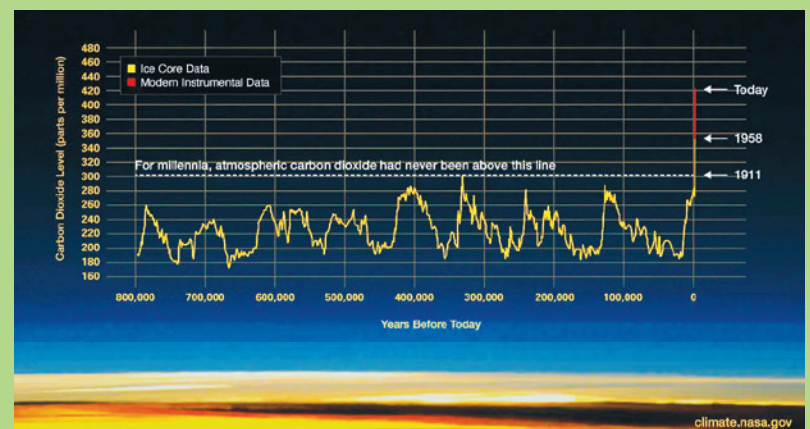 480
460
440
420
400
380
360
340
320
300
280
260
240
220
200
180
160
Carbon Dioxide Level (parts per million)
Ice Core Data
Modern Instrumental Data
For millennia, atmospheric carbon dioxide had never been above this line
Today
1958
1911
800,000 700,000 600,000 500,000 400,000 300,000 200,000 100,000 0
Years Before Today
climate.nasa.gov